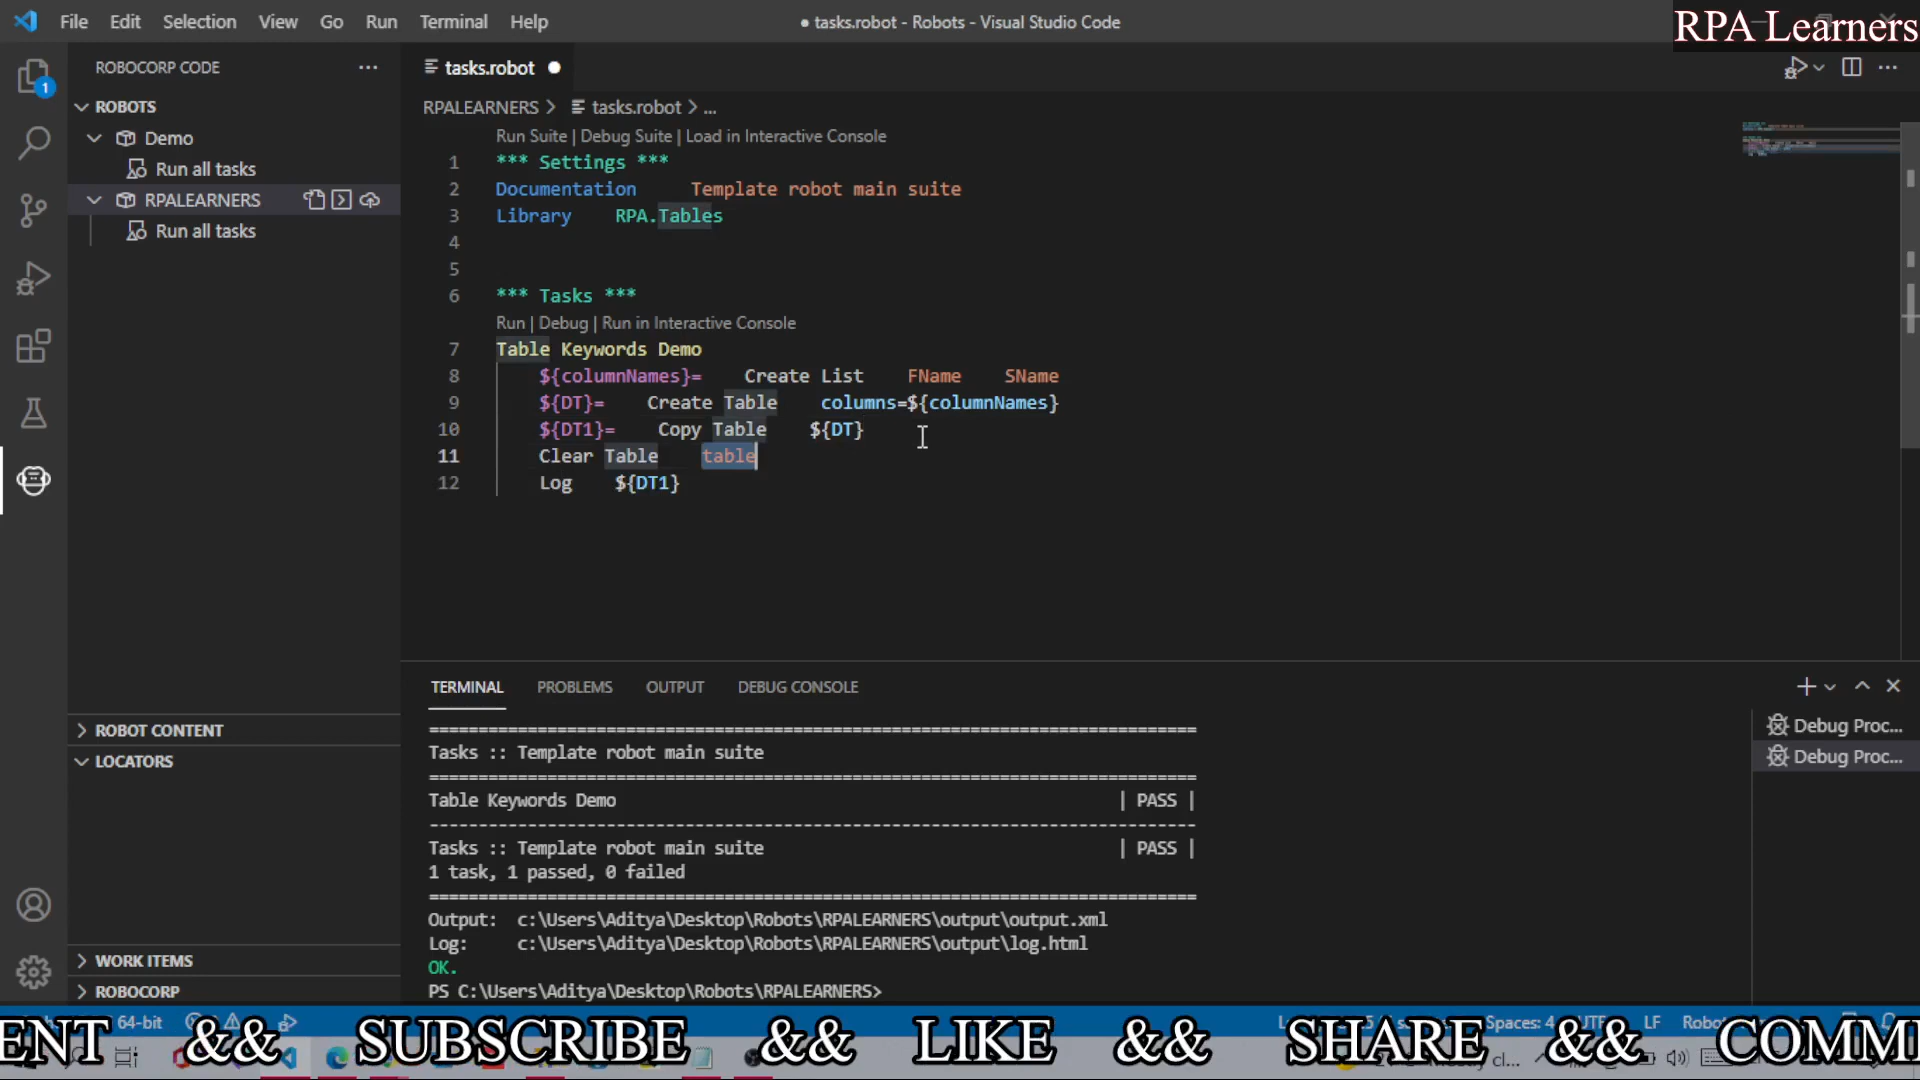 File Edit Selection View Go Run Terminal Help
● tasks.robot - Robots - Visual Studio Code
RPA Learners
ROBOCORP CODE
tasks.robot
1
ROBOTS
Demo
Run all tasks
RPALEARNERS
Run all tasks
RPALEARNERS > tasks.robot > ...
Run Suite | Debug Suite | Load in Interactive Console
1 *** Settings ***
2 Documentation Template robot main suite
3 Library RPA.Tables
4
5
6 *** Tasks ***
Run | Debug | Run in Interactive Console
7 Table Keywords Demo
8 ${columnNames}= Create List FName SName
9 ${DT}= Create Table columns=${columnNames}
10 ${DT1}= Copy Table ${DT}
11 Clear Table table
12 Log ${DT1}
ROBOT CONTENT
LOCATORS
WORK ITEMS
ROBOCORP
TERMINAL PROBLEMS OUTPUT DEBUG CONSOLE
==============================================================================
Tasks :: Template robot main suite
==============================================================================
Table Keywords Demo | PASS |
------------------------------------------------------------------------------
Tasks :: Template robot main suite | PASS |
1 task, 1 passed, 0 failed
==============================================================================
Output: c:\Users\Aditya\Desktop\Robots\RPALEARNERS\output\output.xml
Log: c:\Users\Aditya\Desktop\Robots\RPALEARNERS\output\log.html
OK.
PS C:\Users\Aditya\Desktop\Robots\RPALEARNERS>
Debug Proc...
Debug Proc...
64-bit
Spaces: 4
LF
ENT && SUBSCRIBE && LIKE && SHARE && COMM